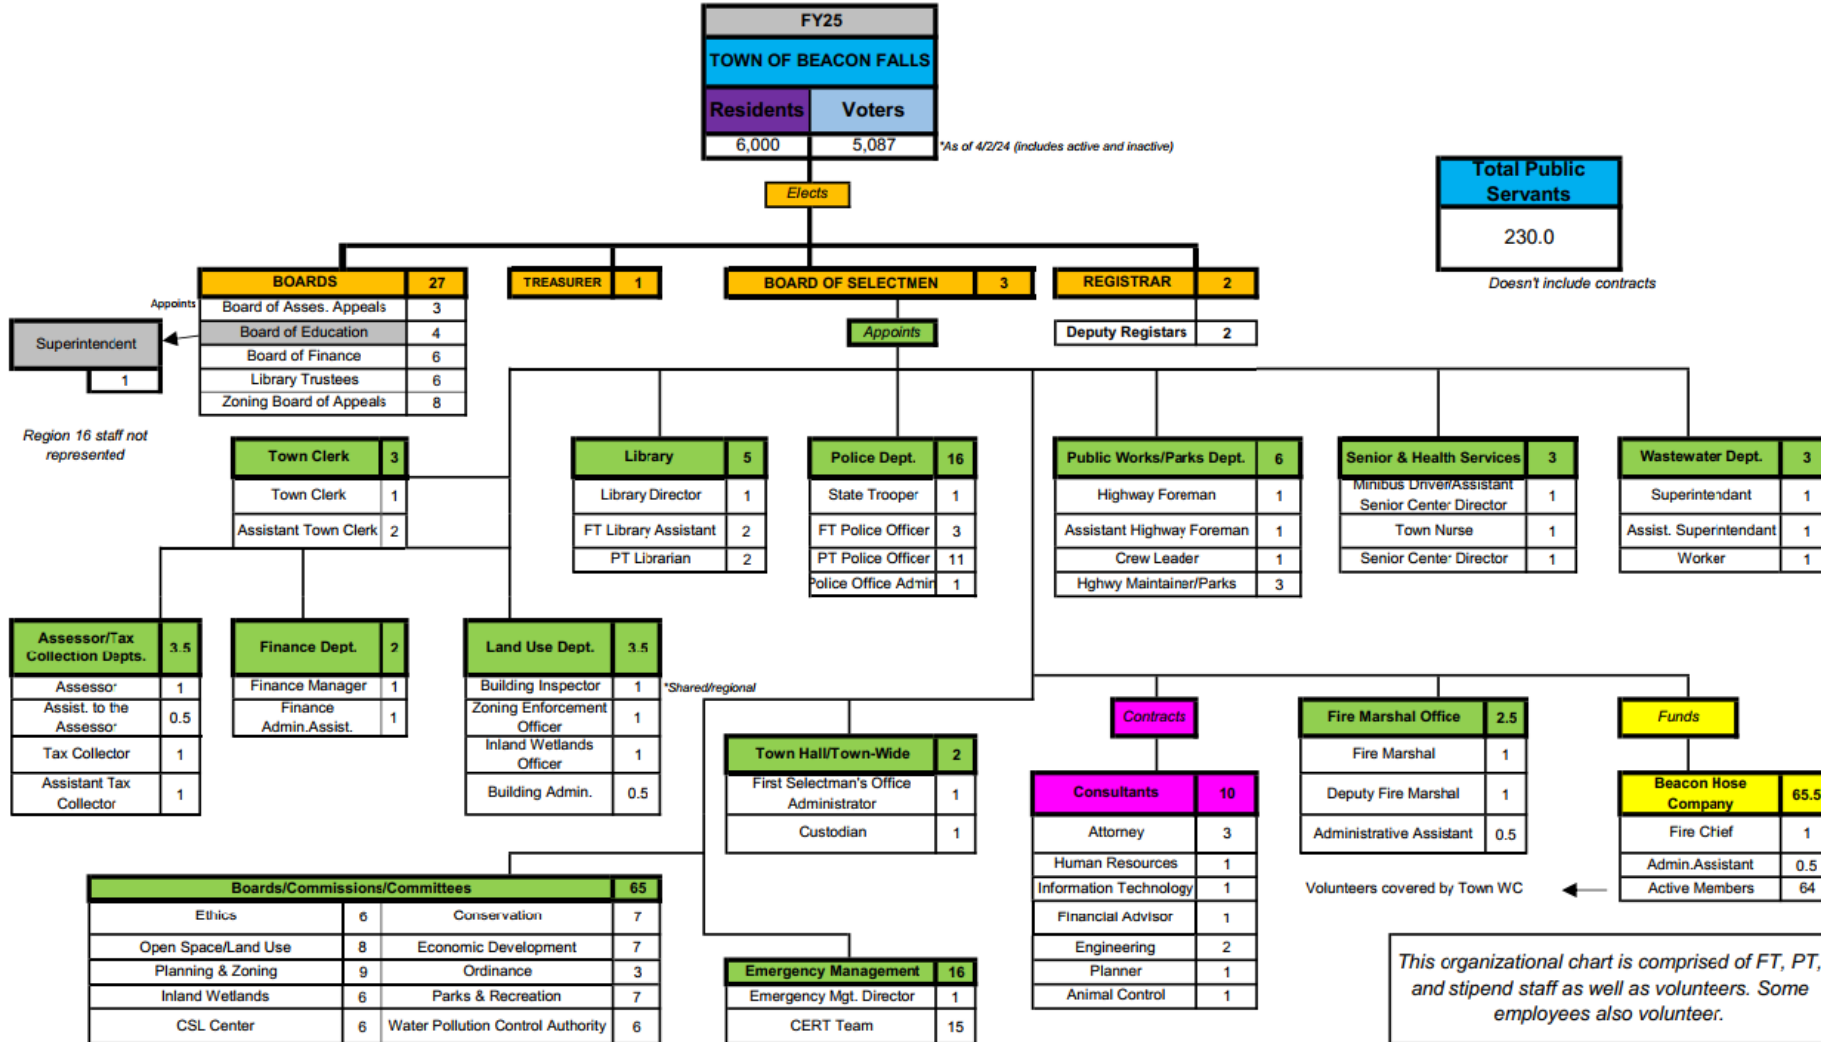 FY25
TOWN OF BEACON FALLS
Residents Voters
6,000 5,087 *As of 4/2/24 (includes active and inactive)
Elects
Total Public
Servants
230.0
Doesn't include contracts
BOARDS 27
Appoints
Board of Asses. Appeals 3
Board of Education 4
Board of Finance 6
Library Trustees 6
Zoning Board of Appeals 8
Superintendent
1
Region 16 staff not
represented
TREASURER 1
BOARD OF SELECTMEN 3
Appoints
REGISTRAR 2
Deputy Registars 2
Town Clerk 3
Town Clerk 1
Assistant Town Clerk 2
Library 5
Library Director 1
FT Library Assistant 2
PT Librarian 2
Police Dept. 16
State Trooper 1
FT Police Officer 3
PT Police Officer 11
Police Office Admin 1
Public Works/Parks Dept. 6
Highway Foreman 1
Assistant Highway Foreman 1
Crew Leader 1
Hghwy Maintainer/Parks 3
Senior & Health Services 3
Minibus Driver/Assistant
Senior Center Director 1
Town Nurse 1
Senior Center Director 1
Wastewater Dept. 3
Superintendant 1
Assist. Superintendant 1
Worker 1
Assessor/Tax
Collection Depts. 3.5
Assessor 1
Assist. to the
Assessor 0.5
Tax Collector 1
Assistant Tax
Collector 1
Finance Dept. 2
Finance Manager 1
Finance
Admin.Assist. 1
Land Use Dept. 3.5
Building Inspector 1 *Shared/regional
Zoning Enforcement
Officer 1
Inland Wetlands
Officer 1
Building Admin. 0.5
Town Hall/Town-Wide 2
First Selectman's Office
Administrator 1
Custodian 1
Contracts
Consultants 10
Attorney 3
Human Resources 1
Information Technology 1
Financial Advisor 1
Engineering 2
Planner 1
Animal Control 1
Fire Marshal Office 2.5
Fire Marshal 1
Deputy Fire Marshal 1
Administrative Assistant 0.5
Funds
Beacon Hose
Company 65.5
Fire Chief 1
Admin.Assistant 0.5
Active Members 64
Volunteers covered by Town WC
Boards/Commissions/Committees 65
Ethics 6 Conservation 7
Open Space/Land Use 8 Economic Development 7
Planning & Zoning 9 Ordinance 3
Inland Wetlands 6 Parks & Recreation 7
CSL Center 6 Water Pollution Control Authority 6
Emergency Management 16
Emergency Mgt. Director 1
CERT Team 15
This organizational chart is comprised of FT, PT,
and stipend staff as well as volunteers. Some
employees also volunteer.